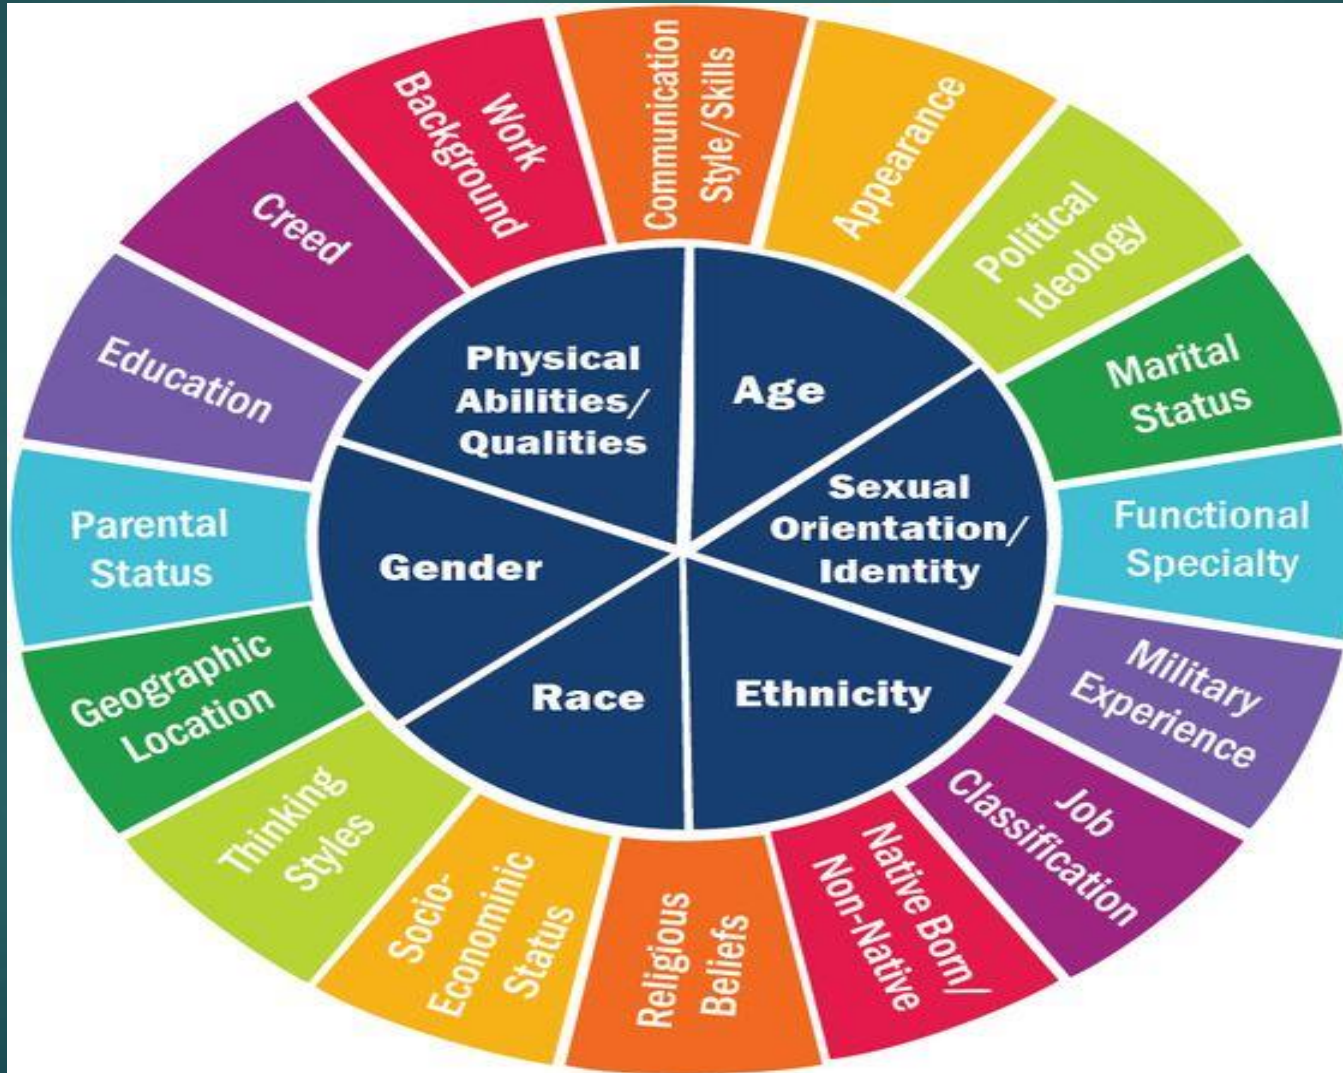 Communication
Style/Skills
Appearance
Political
Ideology
Marital
Status
Functional
Specialty
Military
Experience
Job
Classification
Native Born/
Non-Native
Religious
Beliefs
Socio-
Econominic
Status
Thinking
Styles
Geographic
Location
Parental
Status
Education
Creed
Work
Background
Physical
Abilities/
Qualities
Age
Sexual
Orientation/
Identity
Ethnicity
Race
Gender